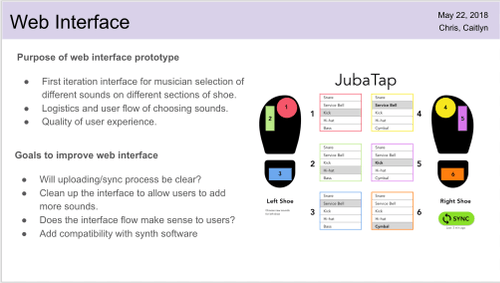 Web Interface
May 22, 2018
Chris, Caitlyn
Purpose of web interface prototype
● First iteration interface for musician selection of
different sounds on different sections of shoe.
● Logistics and user flow of choosing sounds.
● Quality of user experience.
Goals to improve web interface
● Will uploading/sync process be clear?
● Clean up the interface to allow users to add
more sounds.
● Does the interface flow make sense to users?
● Add compatibility with synth software
JubaTap
1
2
3
Left Shoe
1
Snare
Service Bell
Kick
Hi-hat
Bass
2
Snare
Service Bell
Kick
Hi-hat
Bass
3
Snare
Service Bell
Kick
Hi-hat
Bass
Snare
Service Bell
Kick
Hi-hat
Cymbal
4
Snare
Service Bell
Kick
Hi-hat
Cymbal
5
Snare
Service Bell
Kick
Hi-hat
Cymbal
6
4
5
6
Right Shoe
SYNC